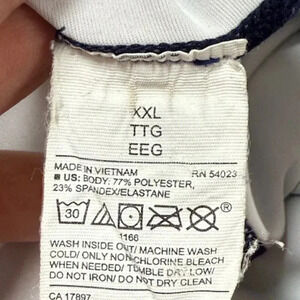 XXL
TTG
EEG
MADE IN VIETNAM RN 54023
■ US: BODY: 77% POLYESTER,
23% SPANDEX/ELASTANE
30
1166
WASH INSIDE OUT/ MACHINE WASH
COLD/ ONLY NON CHLORINE BLEACH
WHEN NEEDED/ TUMBLE DRY LOW/
DO NOT IRON/ DO NOT DRY CLEAN
CA 17897